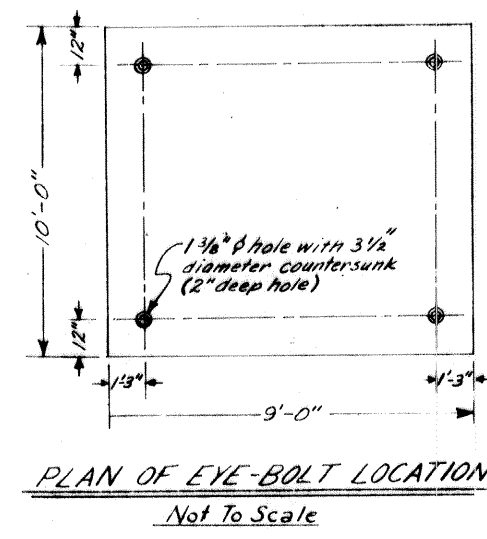 12"
10'-0"
1 3/8" ϕ hole with 3 1/2"
diameter countersunk
(2" deep hole)
12"
1'-3"
1'-3"
9'-0"
PLAN OF EYE-BOLT LOCATION
Not To Scale